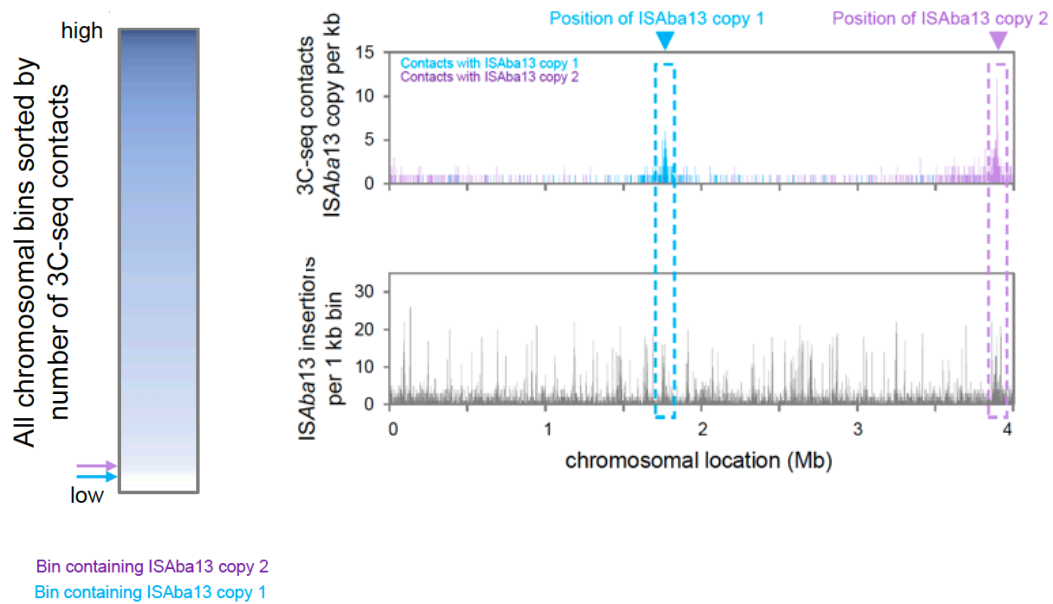 All chromosomal bins sorted by
number of 3C-seq contacts
high
low
Bin containing ISAba13 copy 2
Bin containing ISAba13 copy 1
Position of ISAba13 copy 1
Position of ISAba13 copy 2
3C-seq contacts
ISAba13 copy per kb
15
10
5
0
Contacts with ISAba13 copy 1
Contacts with ISAba13 copy 2
ISAba13 insertions
per 1 kb bin
30
20
10
0
0 1 2 3 4
chromosomal location (Mb)